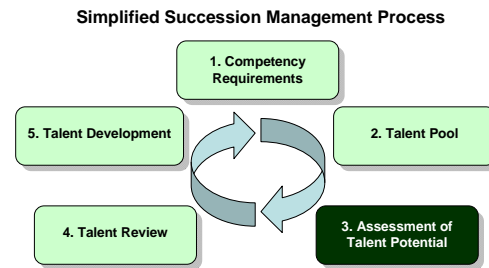 Simplified Succession Management Process
1. Competency
Requirements
5. Talent Development
2. Talent Pool
4. Talent Review
3. Assessment of
Talent Potential